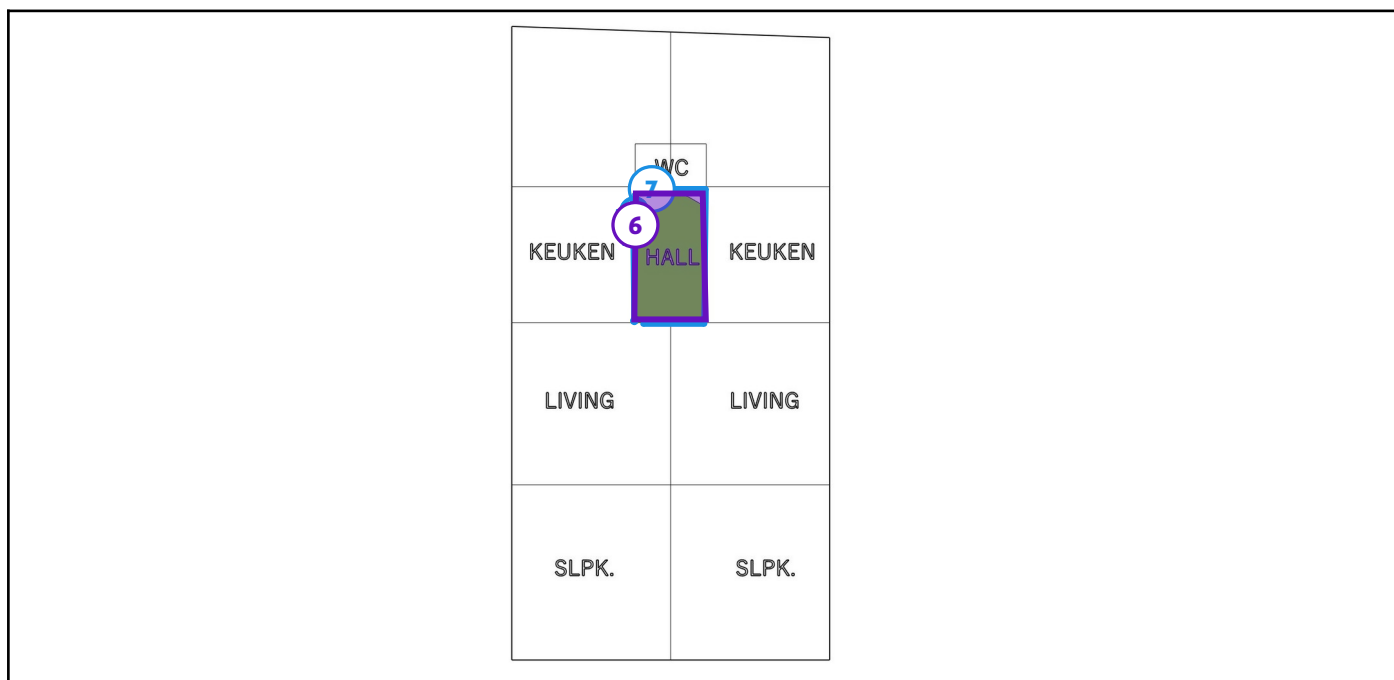 WC
7
6
KEUKEN HALL KEUKEN
LIVING LIVING
SLPK. SLPK.